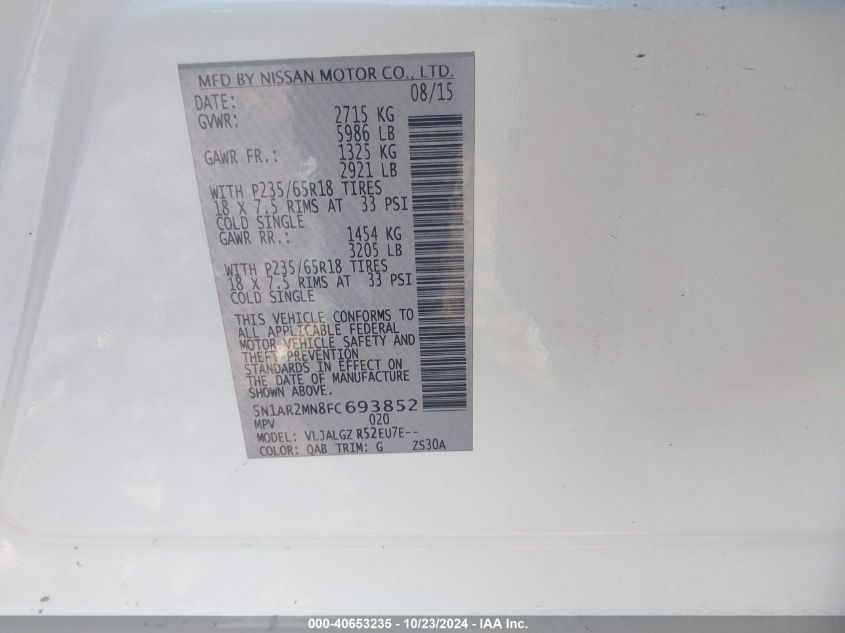 MFD BY NISSAN MOTOR CO., LTD.
DATE: 08/15
GVWR: 2715 KG
5986 LB
GAWR FR.: 1325 KG
2921 LB
WITH P235/65R18 TIRES
18 X 7.5 RIMS AT 33 PSI
COLD SINGLE
GAWR RR.: 1454 KG
3205 LB
WITH P235/65R18 TIRES
18 X 7.5 RIMS AT 33 PSI
COLD SINGLE
THIS VEHICLE CONFORMS TO
ALL APPLICABLE FEDERAL
MOTOR VEHICLE SAFETY AND
THEFT PREVENTION
STANDARDS IN EFFECT ON
THE DATE OF MANUFACTURE
SHOWN ABOVE.
5N1AR2MN8FC693852
MPV 020
MODEL: VLJALGZ R52EU7E--
COLOR: QAB TRIM: G ZS30A
000-40653235 - 10/23/2024 - IAA Inc.